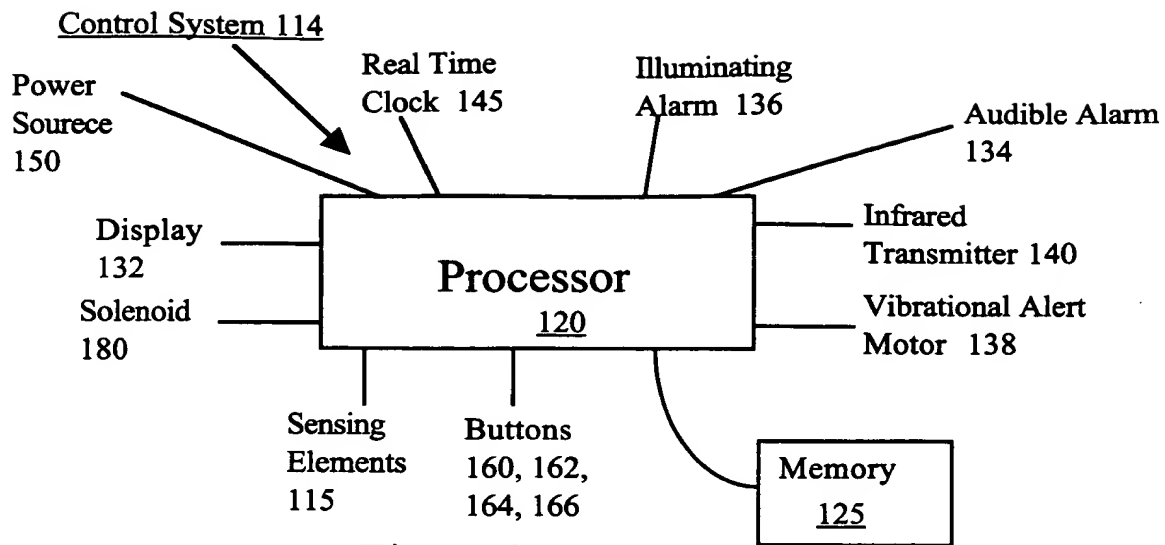 Control System 114
Real Time
Clock 145
Illuminating
Alarm 136
Power
Sourece
150
Audible Alarm
134
Display
132
Infrared
Transmitter 140
Processor
120
Solenoid
180
Vibrational Alert
Motor 138
Sensing
Elements
115
Buttons
160, 162,
164, 166
Memory
125